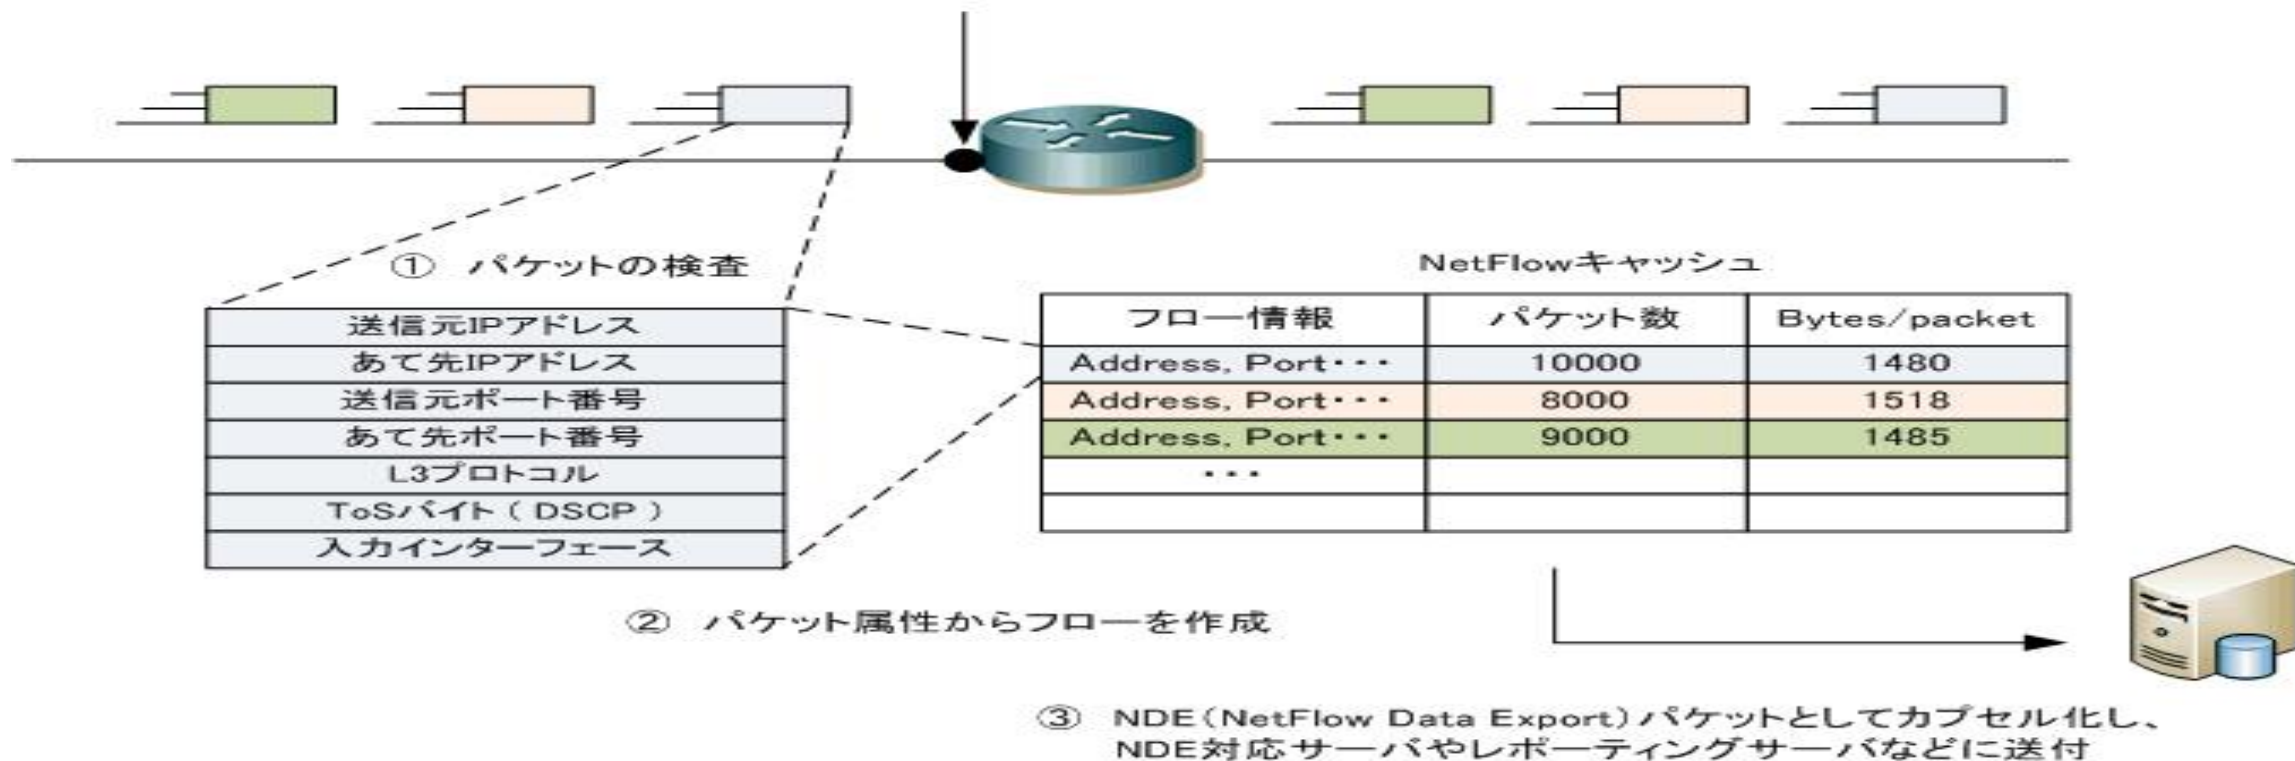 ① パケットの検査
送信元IPアドレス
あて先IPアドレス
送信元ポート番号
あて先ポート番号
L3プロトコル
ToSバイト ( DSCP )
入力インターフェース
NetFlowキャッシュ
フロー情報 パケット数 Bytes/packet
Address, Port・・・ 10000 1480
Address, Port・・・ 8000 1518
Address, Port・・・ 9000 1485
・・・
② パケット属性からフローを作成
③ NDE(NetFlow Data Export)パケットとしてカプセル化し、
NDE対応サーバやレポーティングサーバなどに送付